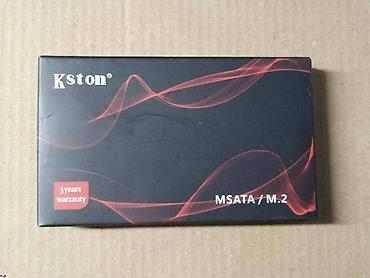 Kston®
3 years
warranty
MSATA / M.2